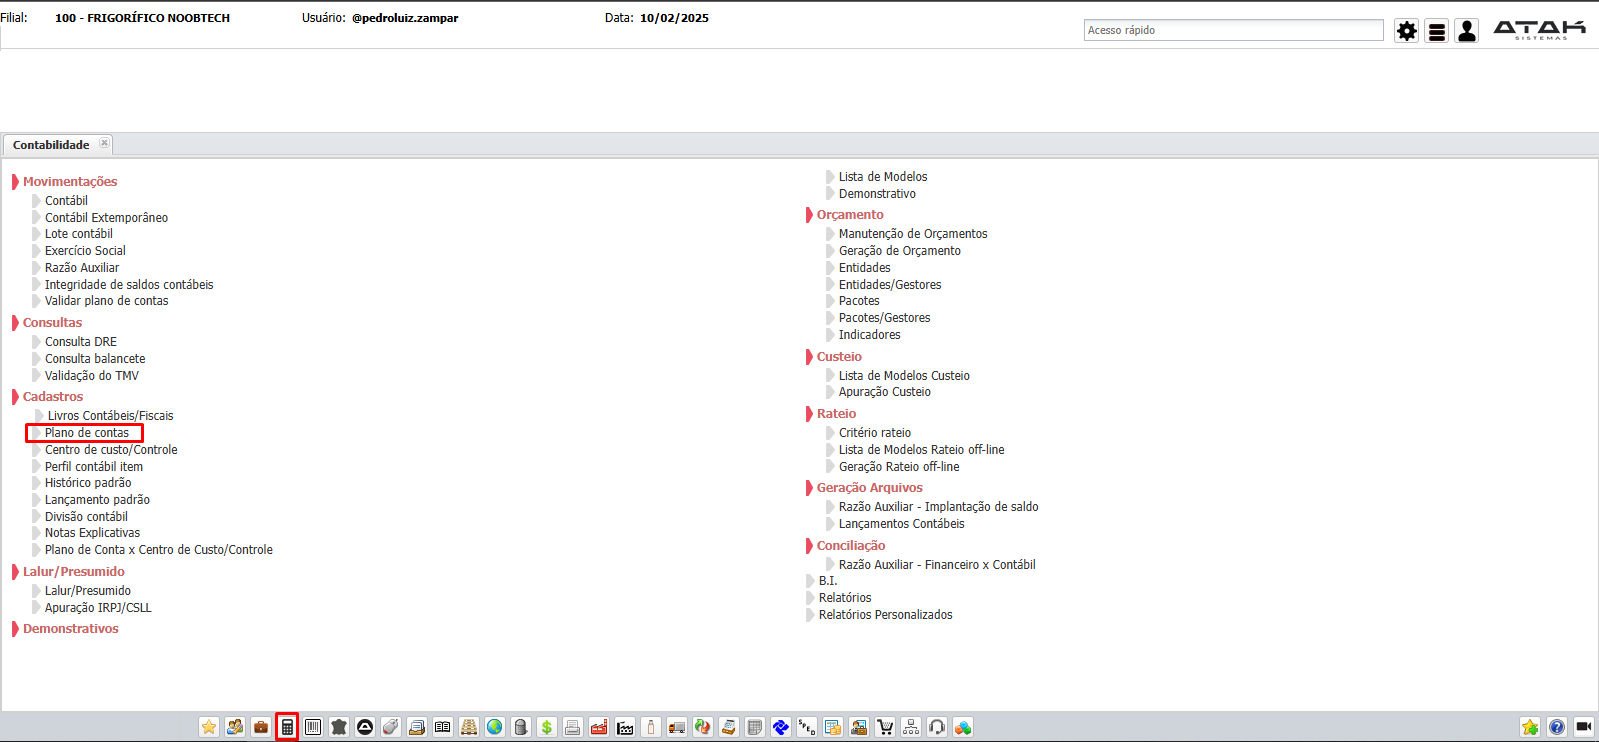 Filial: 100 - FRIGORÍFICO NOOBTECH Usuário: @pedroluiz.zampar Data: 10/02/2025
Acesso rápido
ATAK
SISTEMAS
Contabilidade
Movimentações
Contábil
Contábil Extemporâneo
Lote contábil
Exercício Social
Razão Auxiliar
Integridade de saldos contábeis
Validar plano de contas
Consultas
Consulta DRE
Consulta balancete
Validação do TMV
Cadastros
Livros Contábeis/Fiscais
Plano de contas
Centro de custo/Controle
Perfil contábil item
Histórico padrão
Lançamento padrão
Divisão contábil
Notas Explicativas
Plano de Conta x Centro de Custo/Controle
Lalur/Presumido
Lalur/Presumido
Apuração IRPJ/CSLL
Demonstrativos
Lista de Modelos
Demonstrativo
Orçamento
Manutenção de Orçamentos
Geração de Orçamento
Entidades
Entidades/Gestores
Pacotes
Pacotes/Gestores
Indicadores
Custeio
Lista de Modelos Custeio
Apuração Custeio
Rateio
Critério rateio
Lista de Modelos Rateio off-line
Geração Rateio off-line
Geração Arquivos
Razão Auxiliar - Implantação de saldo
Lançamentos Contábeis
Conciliação
Razão Auxiliar - Financeiro x Contábil
B.I.
Relatórios
Relatórios Personalizados
SPED